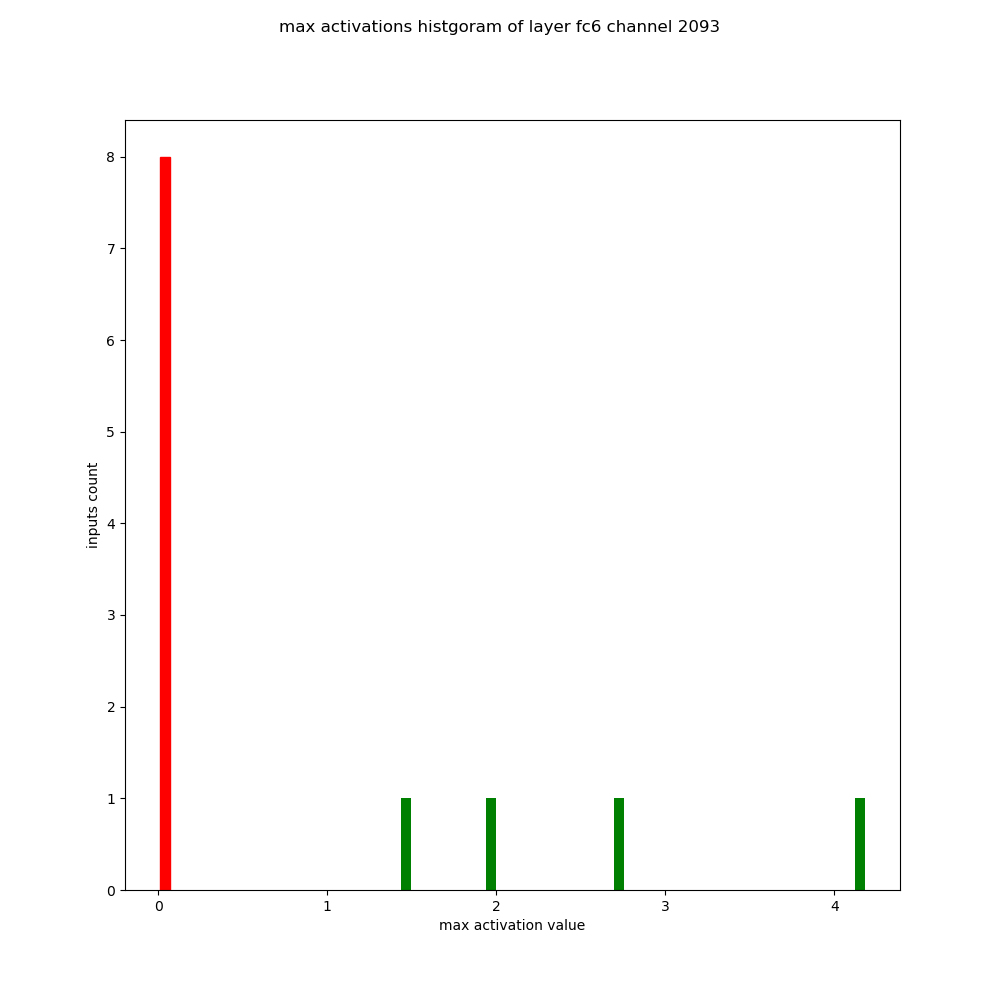 max activations histgoram of layer fc6 channel 2093
8
7
6
5
4
3
2
1
0
inputs count
0 1 2 3 4
max activation value